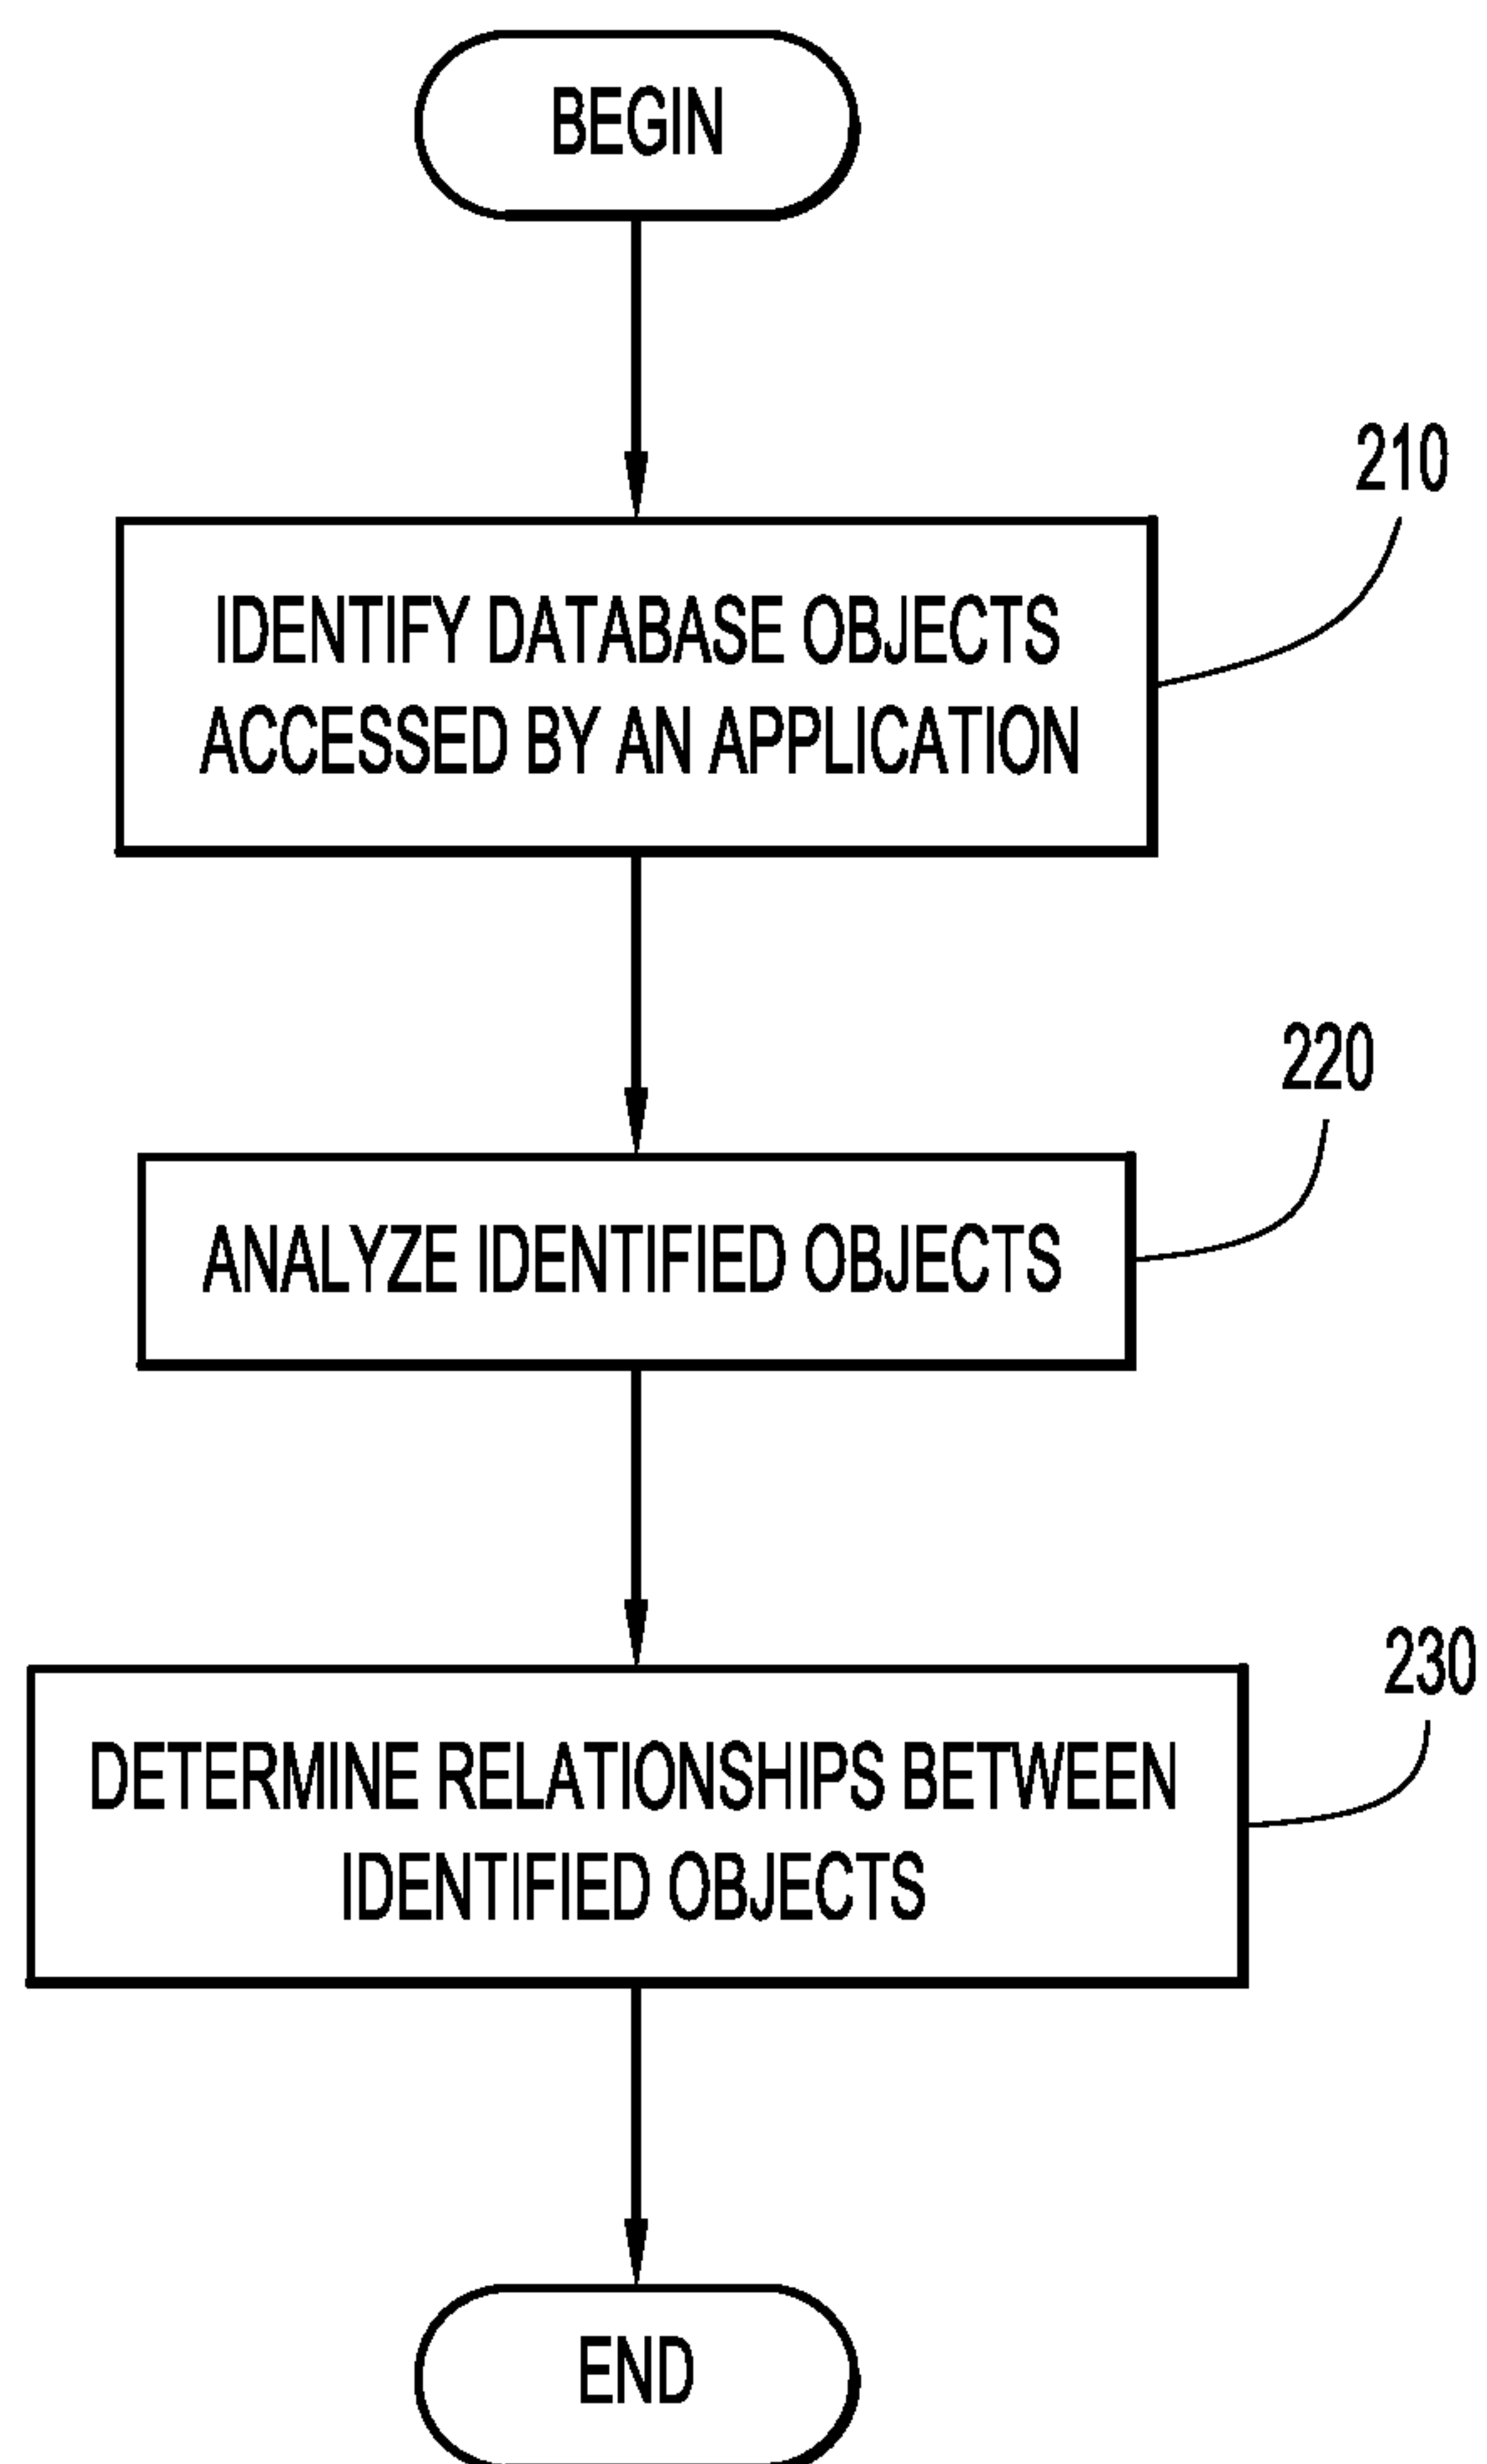 BEGIN
210
IDENTIFY DATABASE OBJECTS
ACCESSED BY AN APPLICATION
220
ANALYZE IDENTIFIED OBJECTS
230
DETERMINE RELATIONSHIPS BETWEEN
IDENTIFIED OBJECTS
END